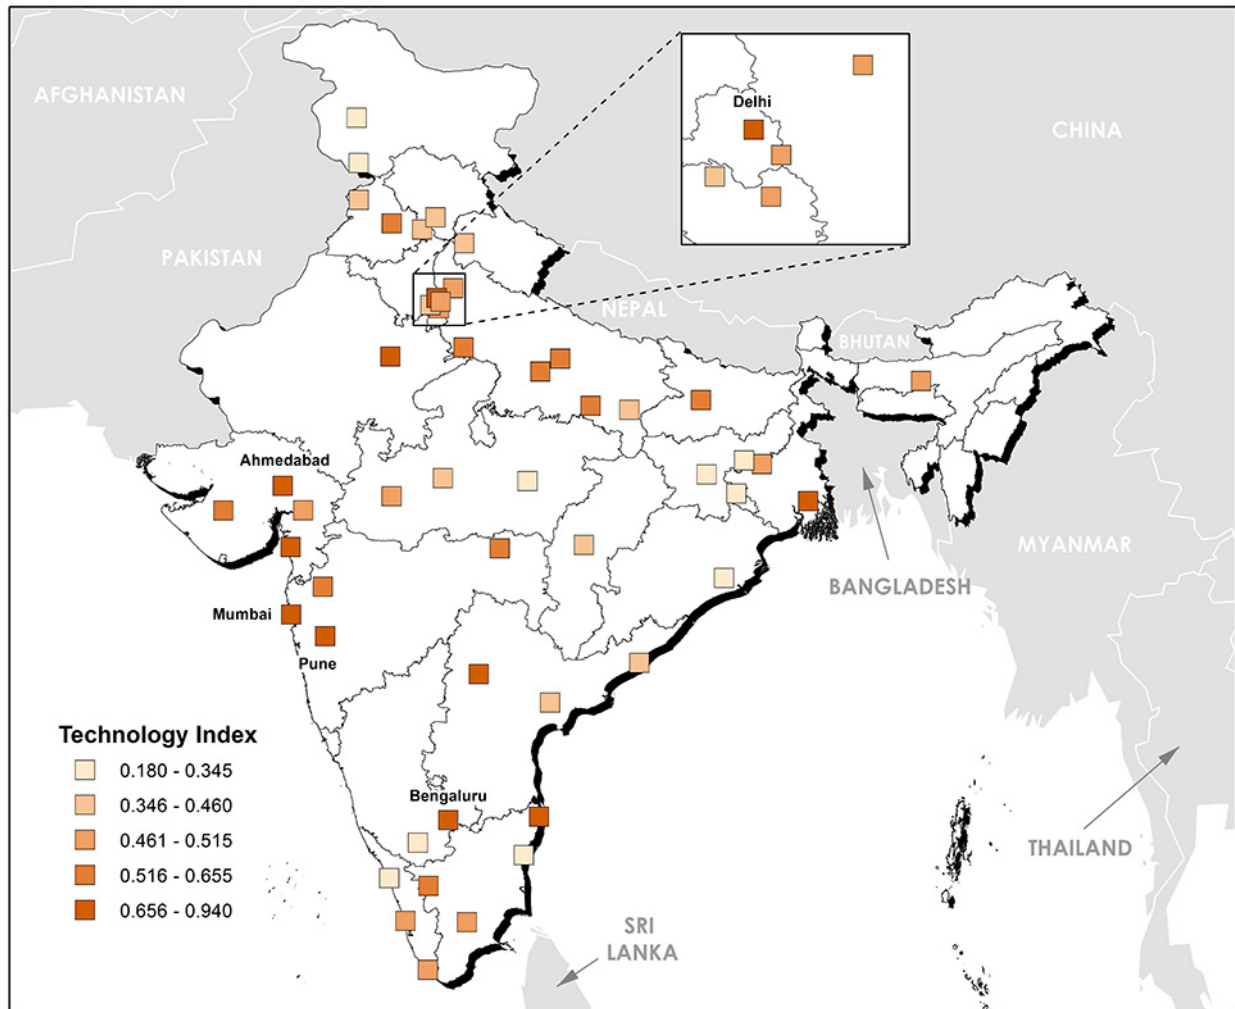 AFGHANISTAN
Delhi
CHINA
PAKISTAN
NEPAL
BHUTAN
Ahmedabad
MYANMAR
BANGLADESH
Mumbai
Pune
Technology Index
0.180 - 0.345
0.346 - 0.460
0.461 - 0.515
0.516 - 0.655
0.656 - 0.940
Bengaluru
THAILAND
SRI
LANKA